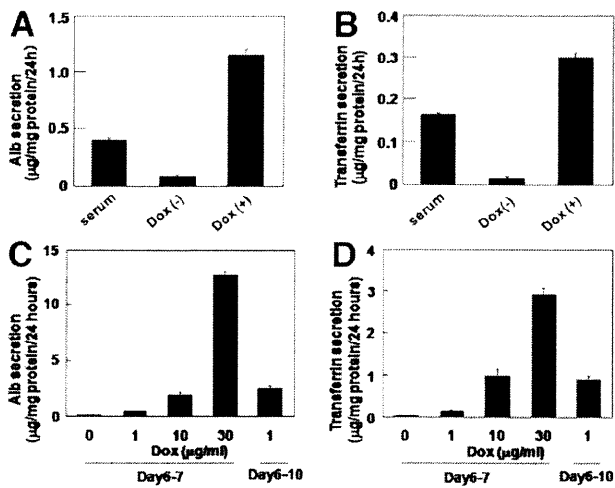 A
Alb secretion
(μg/mg protein/24h)
1.5
1.0
0.5
0
serum
Dox (-)
Dox (+)
B
Transferrin secretion
(μg/mg protein/24h)
0.4
0.3
0.2
0.1
0
serum
Dox (-)
Dox (+)
C
Alb secretion
(μg/mg protein/24 hours)
15
10
5
0
0 1 10 30 1
Dox (μg/ml)
Day6-7 Day6-10
D
Transferrin secretion
(μg/mg protein/24 hours)
4
3
2
1
0
0 1 10 30 1
Dox (μg/ml)
Day6-7 Day6-10